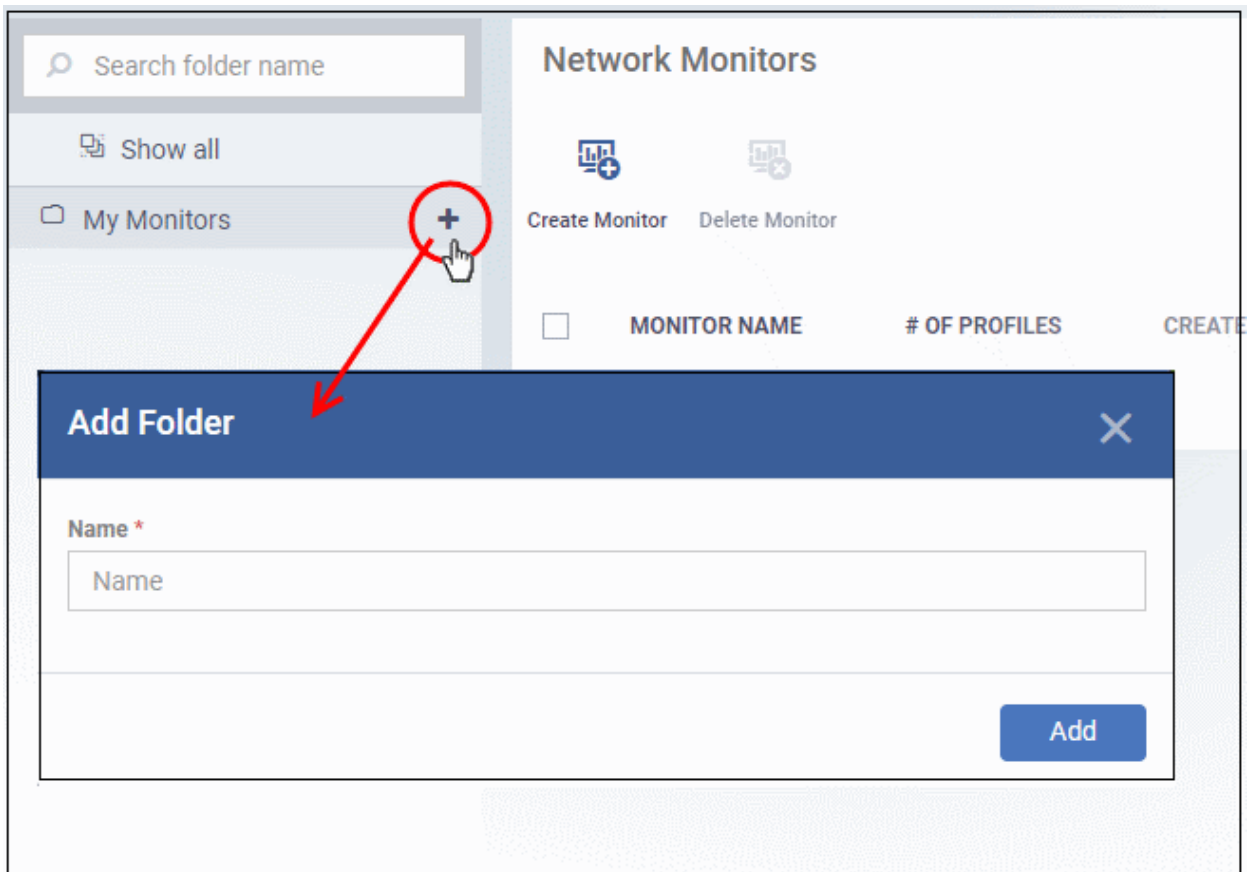 Search folder name
Network Monitors
Show all
My Monitors +
Create Monitor Delete Monitor
MONITOR NAME # OF PROFILES CREATE
Add Folder
Name *
Name
Add